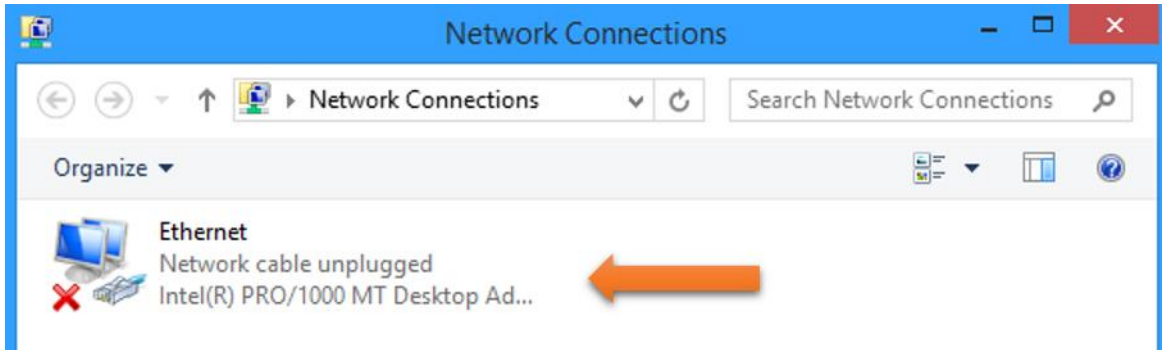 Network Connections
Network Connections
Search Network Connections
Organize
Ethernet
Network cable unplugged
Intel(R) PRO/1000 MT Desktop Ad...